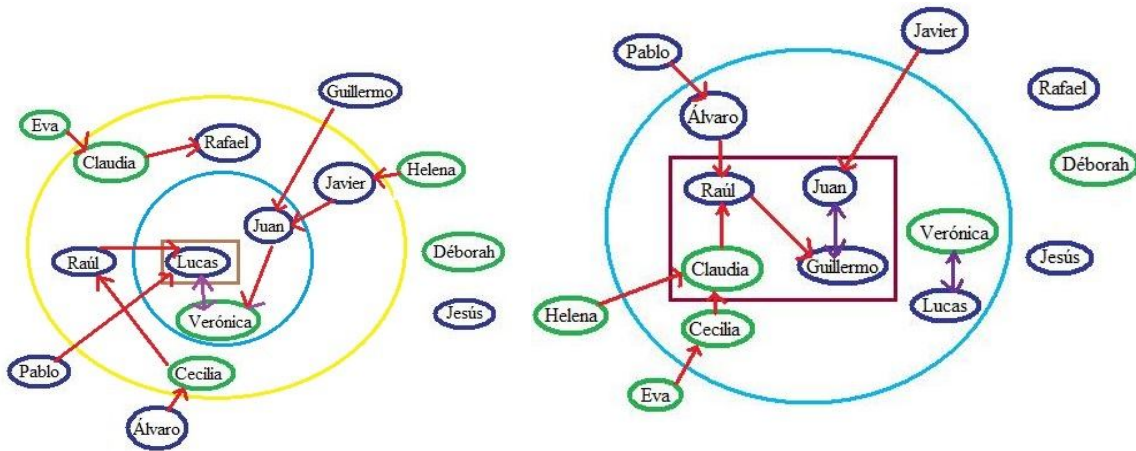 Guillermo
Eva
Claudia
Rafael
Helena
Javier
Juan
Raúl
Lucas
Déborah
Verónica
Jesús
Pablo
Cecilia
Álvaro
Javier
Pablo
Rafael
Álvaro
Déborah
Raúl
Juan
Verónica
Claudia
Guillermo
Jesús
Lucas
Helena
Cecilia
Eva